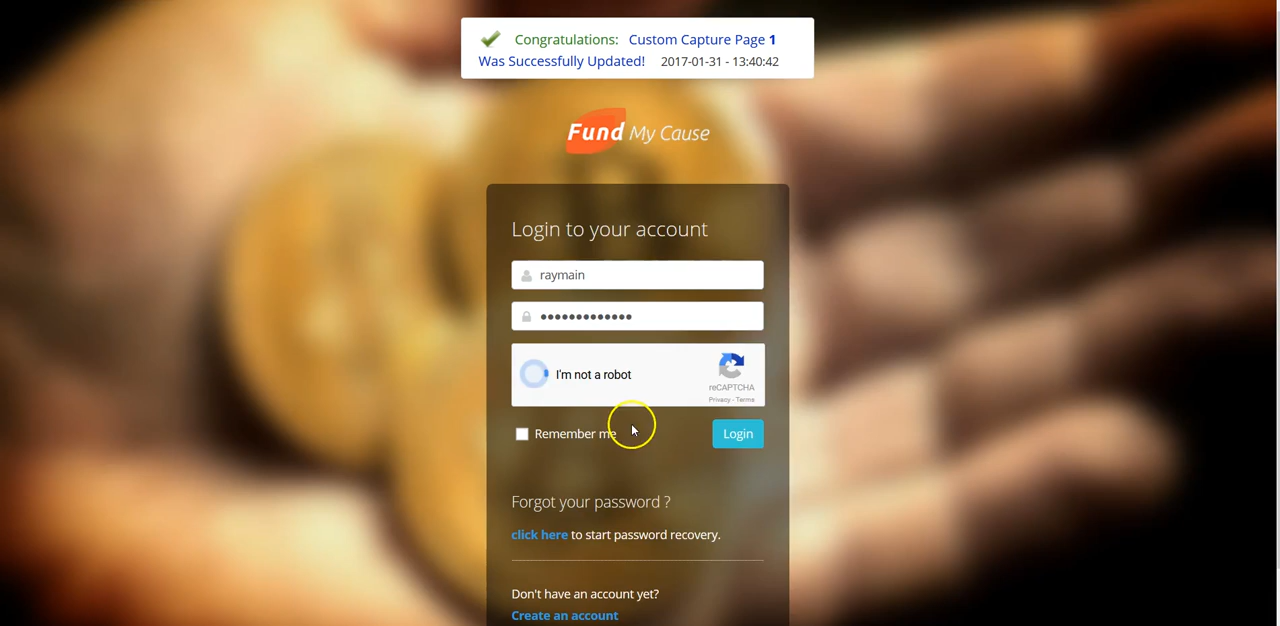 Congratulations: Custom Capture Page 1
Was Successfully Updated! 2017-01-31 - 13:40:42
Fund My Cause
Login to your account
raymain
•••••••••••••
I'm not a robot
reCAPTCHA
Privacy - Terms
Remember me
Login
Forgot your password ?
click here to start password recovery.
Don't have an account yet?
Create an account